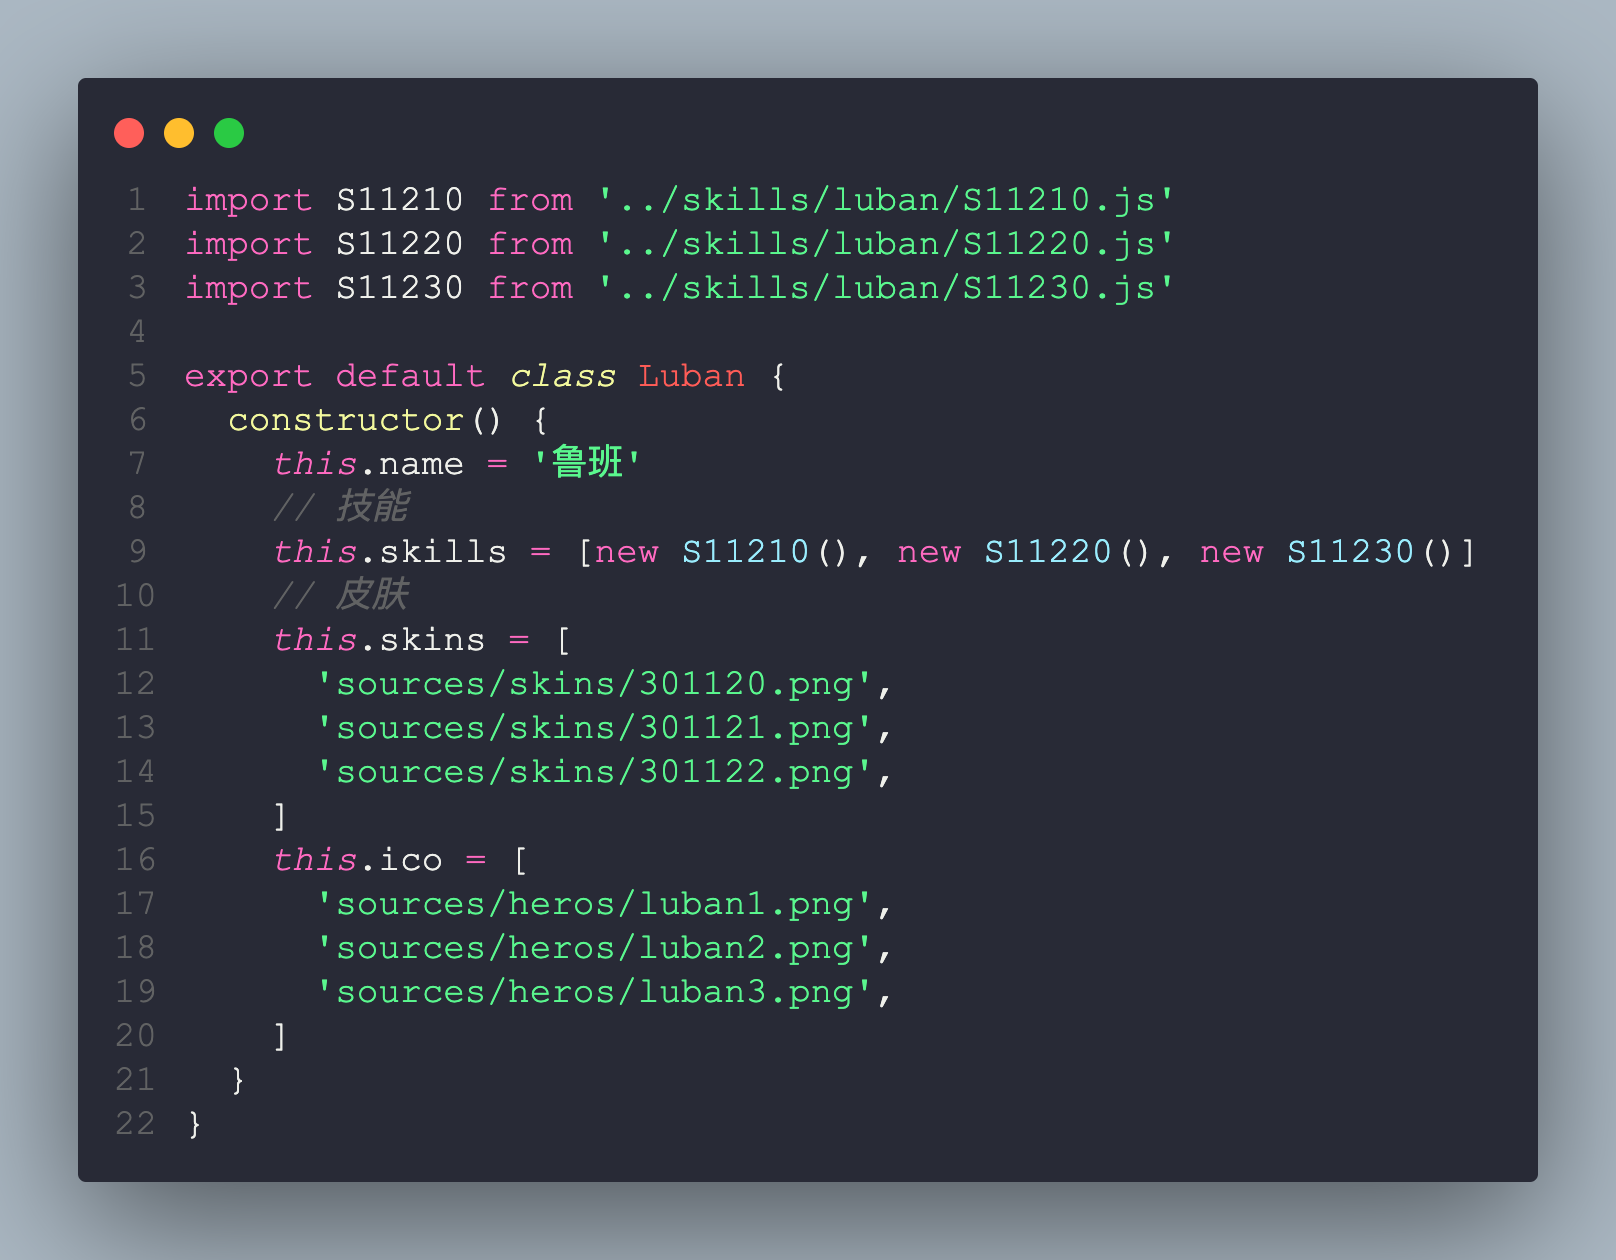 1 import S11210 from '../skills/luban/S11210.js'
2 import S11220 from '../skills/luban/S11220.js'
3 import S11230 from '../skills/luban/S11230.js'
4
5 export default class Luban {
6   constructor() {
7     this.name = '鲁班'
8     // 技能
9     this.skills = [new S11210(), new S11220(), new S11230()]
10     // 皮肤
11     this.skins = [
12       'sources/skins/301120.png',
13       'sources/skins/301121.png',
14       'sources/skins/301122.png',
15     ]
16     this.ico = [
17       'sources/heros/luban1.png',
18       'sources/heros/luban2.png',
19       'sources/heros/luban3.png',
20     ]
21   }
22 }